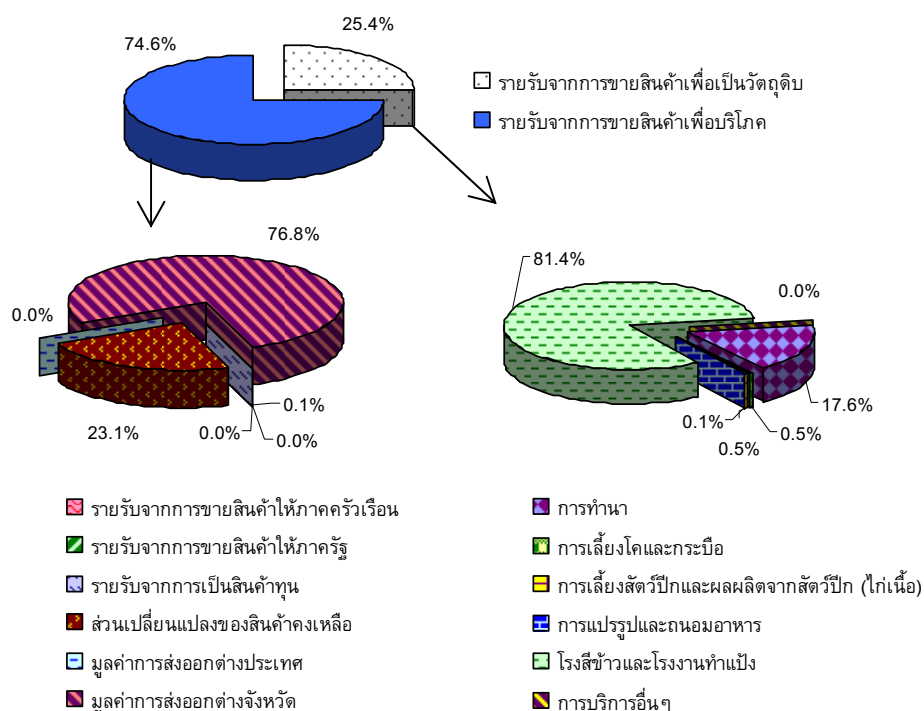 25.4%
74.6%
รายรับจากการขายสินค้าเพื่อเป็นวัตถุดิบ
รายรับจากการขายสินค้าเพื่อบริโภค
76.8%
0.0%
23.1%
0.0%
0.1%
0.0%
81.4%
0.0%
17.6%
0.1%
0.5%
0.5%
รายรับจากการขายสินค้าให้ภาคครัวเรือน
รายรับจากการขายสินค้าให้ภาครัฐ
รายรับจากการเป็นสินค้าทุน
ส่วนเปลี่ยนแปลงของสินค้าคงเหลือ
มูลค่าการส่งออกต่างประเทศ
มูลค่าการส่งออกต่างจังหวัด
การทำนา
การเลี้ยงโคและกระบือ
การเลี้ยงสัตว์ปีกและผลผลิตจากสัตว์ปีก (ไก่เนื้อ)
การแปรรูปและถนอมอาหาร
โรงสีข้าวและโรงงานทำแป้ง
การบริการอื่นๆ